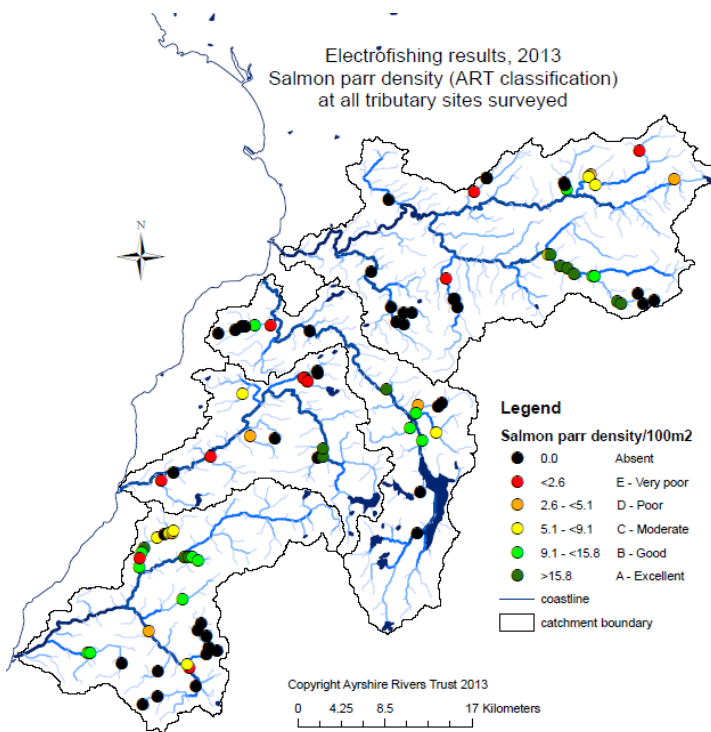 Electrofishing results, 2013
Salmon parr density (ART classification)
at all tributary sites surveyed
N
Legend
Salmon parr density/100m2
0.0 Absent
<2.6 E - Very poor
2.6 - <5.1 D - Poor
5.1 - <9.1 C - Moderate
9.1 - <15.8 B - Good
>15.8 A - Excellent
coastline
catchment boundary
Copyright Ayrshire Rivers Trust 2013
0 4.25 8.5 17 Kilometers